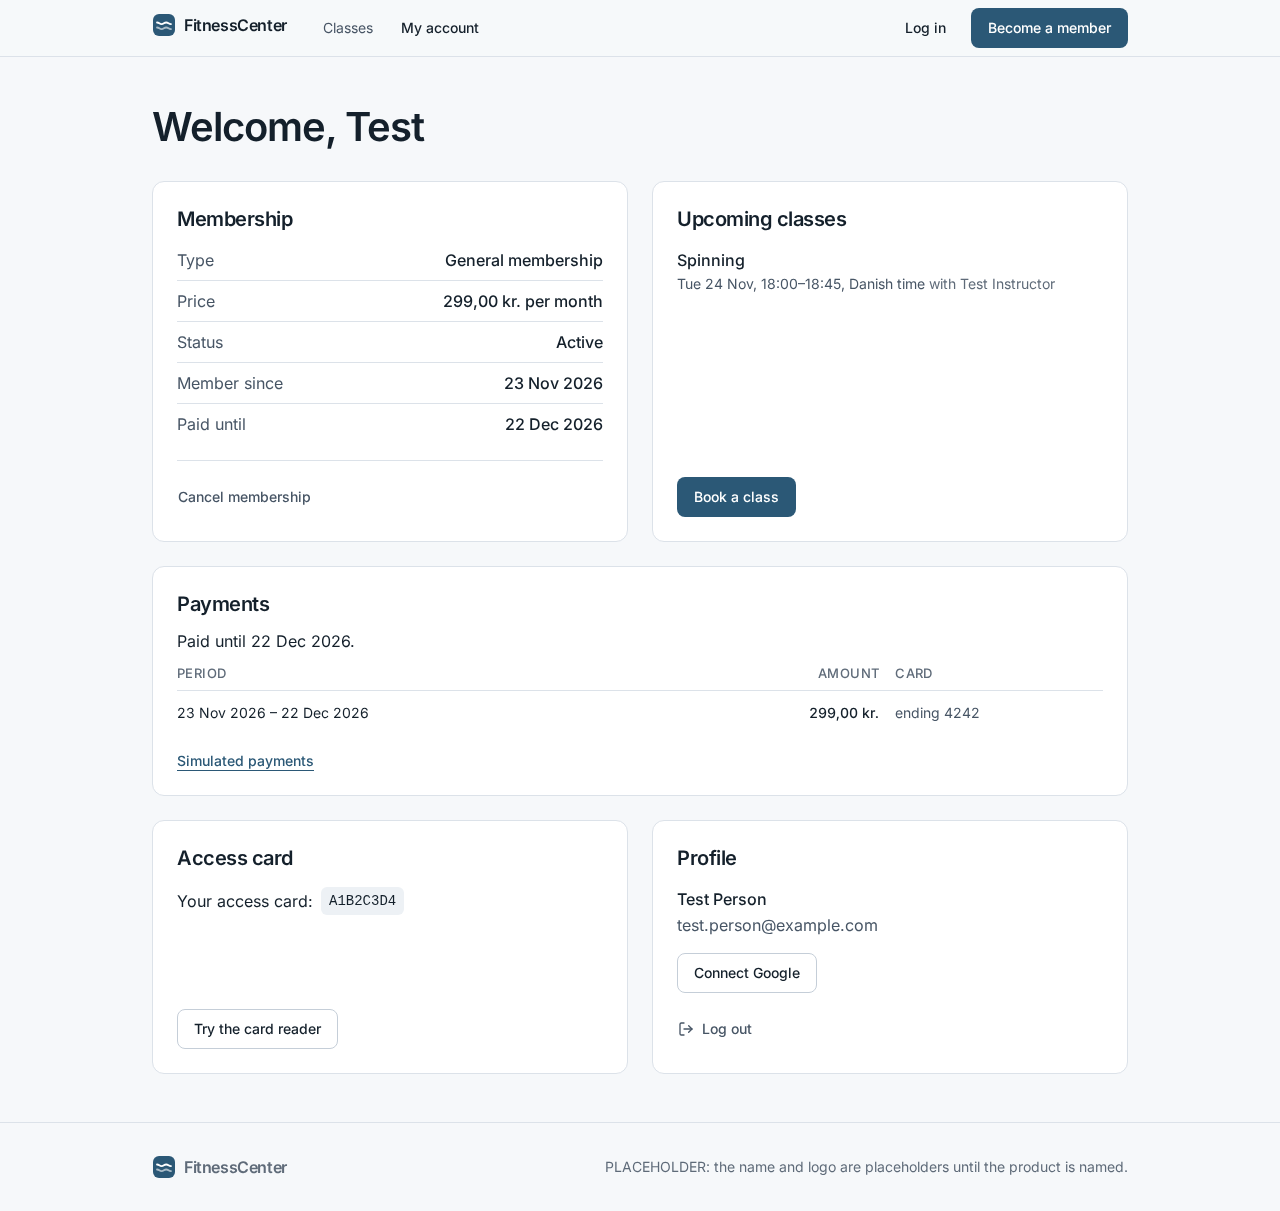 FitnessCenter
Classes
My account
Log in
Become a member
Welcome, Test
Membership
Type
General membership
Price
299,00 kr. per month
Status
Active
Member since
23 Nov 2026
Paid until
22 Dec 2026
Cancel membership
Upcoming classes
Spinning
Tue 24 Nov, 18:00–18:45, Danish time with Test Instructor
Book a class
Payments
Paid until 22 Dec 2026.
PERIOD
AMOUNT
CARD
23 Nov 2026 – 22 Dec 2026
299,00 kr.
ending 4242
Simulated payments
Access card
Your access card: A1B2C3D4
Try the card reader
Profile
Test Person
test.person@example.com
Connect Google
Log out
FitnessCenter
PLACEHOLDER: the name and logo are placeholders until the product is named.